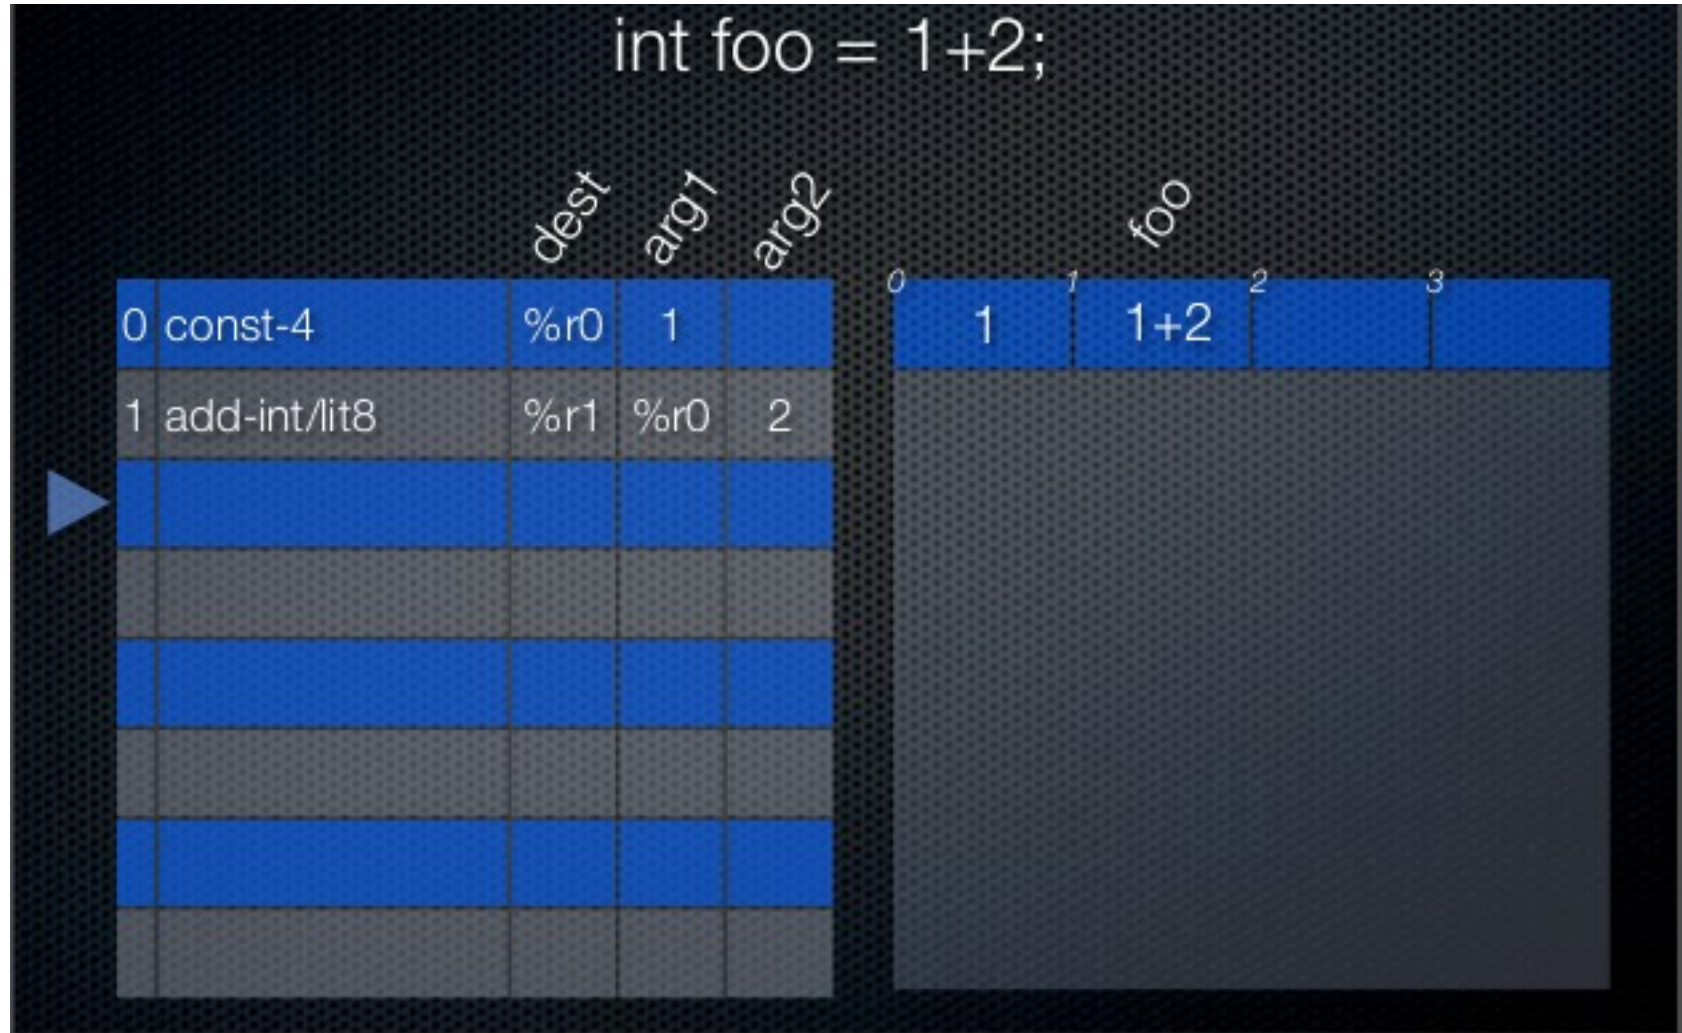 int foo = 1+2;
dest arg1 arg2
0 const-4 %r0 1
1 add-int/lit8 %r1 %r0 2
foo
0 1 2 3
1 1+2